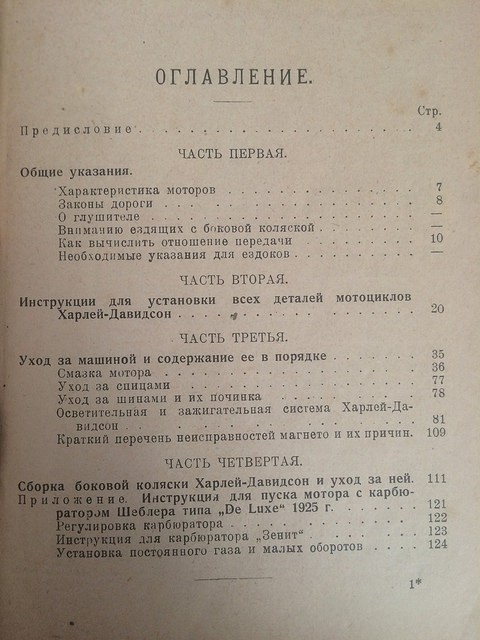 ОГЛАВЛЕНИЕ.
Стр.
Предисловие . . . . . . . . . . . . . . . . . . 4
ЧАСТЬ ПЕРВАЯ.
Общие указания.
Характеристика моторов . . . . . . . . . . . . . 7
Законы дороги . . . . . . . . . . . . . . . . . 8
О глушителе . . . . . . . . . . . . . . . . . . —
Вниманию ездящих с боковой коляской . . . . . . —
Как вычислить отношение передачи . . . . . . . . 10
Необходимые указания для ездоков . . . . . . . . —
ЧАСТЬ ВТОРАЯ.
Инструкции для установки всех деталей мотоциклов
Харлей-Давидсон . . . . . . . . . . . . . . . 20
ЧАСТЬ ТРЕТЬЯ.
Уход за машиной и содержание ее в порядке . . . . . . 35
Смазка мотора . . . . . . . . . . . . . . . . 36
Уход за спицами . . . . . . . . . . . . . . . 77
Уход за шинами и их починка . . . . . . . . . . 78
Осветительная и зажигательная система Харлей-Да-
видсон . . . . . . . . . . . . . . . . . . 81
Краткий перечень неисправностей магнето и их причин. 109
ЧАСТЬ ЧЕТВЕРТАЯ.
Сборка боковой коляски Харлей-Давидсон и уход за ней. 111
Приложение. Инструкция для пуска мотора с карбю-
ратором Шеблера типа „De Luxe“ 1925 г. . . . . . . 121
Регулировка карбюратора . . . . . . . . . . . . 122
Инструкция для карбюратора „Зенит“ . . . . . . . 123
Установка постоянного газа и малых оборотов . . . . 124
1*